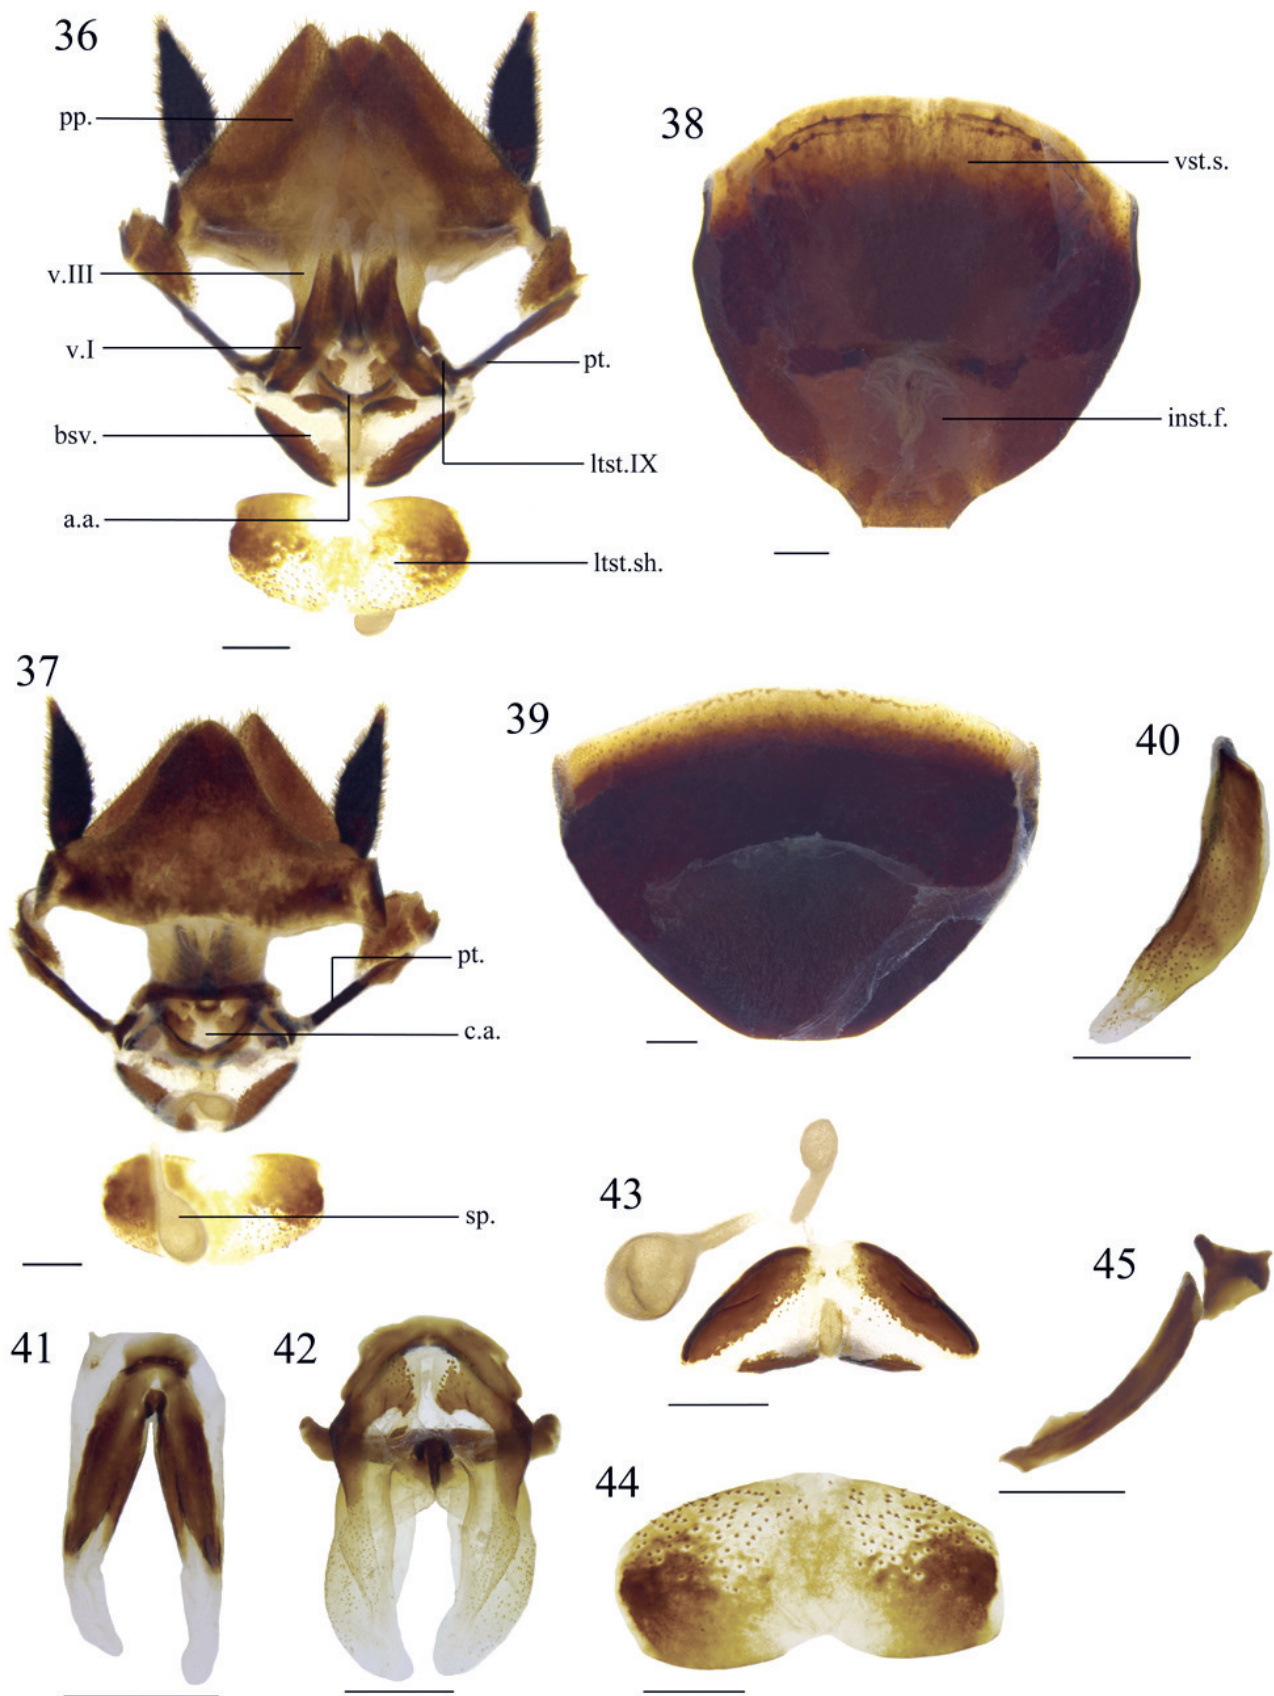 36
pp.
v.III
v.I
bsv.
a.a.
pt.
ltst.IX
ltst.sh.
38
vst.s.
inst.f.
37
pt.
c.a.
sp.
39
40
41
42
43
44
45